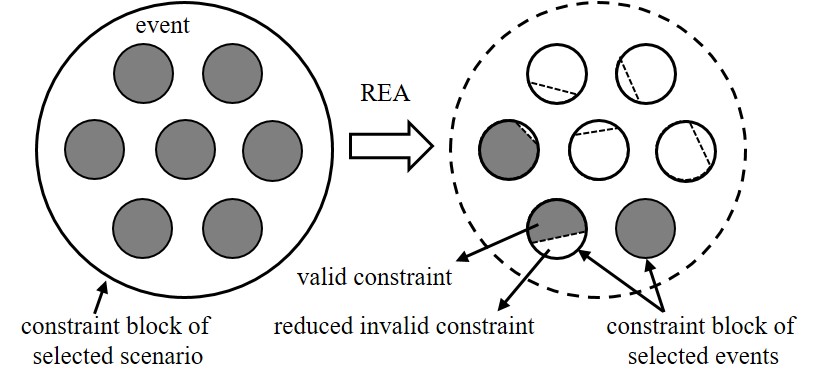 event
REA
valid constraint
constraint block of
selected scenario
reduced invalid constraint
constraint block of
selected events